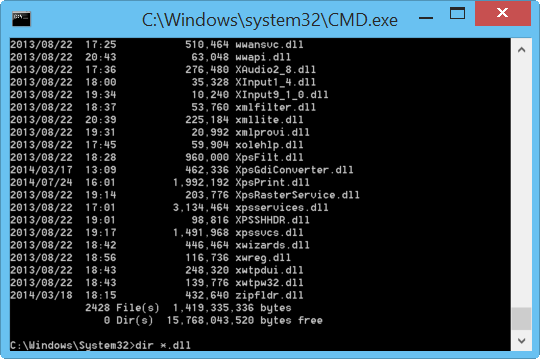 C:\Windows\system32\CMD.exe
2013/08/22  17:25           510,464 wwansvc.dll
2013/08/22  20:43            63,048 wwapi.dll
2013/08/22  17:36           276,480 XAudio2_8.dll
2013/08/22  18:00            35,328 XInput1_4.dll
2013/08/22  19:34            10,240 XInput9_1_0.dll
2013/08/22  18:37            53,760 xmlfilter.dll
2013/08/22  20:39           225,184 xmllite.dll
2013/08/22  19:31            20,992 xmlprovi.dll
2013/08/22  17:45            59,904 xolehlp.dll
2013/08/22  18:28           960,000 XpsFilt.dll
2014/03/17  13:09           462,336 XpsGdiConverter.dll
2014/07/24  16:01         1,992,192 XpsPrint.dll
2013/08/22  19:14           203,776 XpsRasterService.dll
2013/08/22  17:01         3,134,464 xpsservices.dll
2013/08/22  19:01            98,816 XPSSHHDR.dll
2013/08/22  19:17         1,491,968 xpssvcs.dll
2013/08/22  18:42           446,464 xwizards.dll
2013/08/22  18:56           116,736 xwreg.dll
2013/08/22  18:43           248,320 xwtpdui.dll
2013/08/22  18:43           139,776 xwtpw32.dll
2014/03/18  18:15           432,640 zipfldr.dll
2428 File(s)  1,419,335,336 bytes
0 Dir(s)  15,768,043,520 bytes free
C:\Windows\System32>dir *.dll